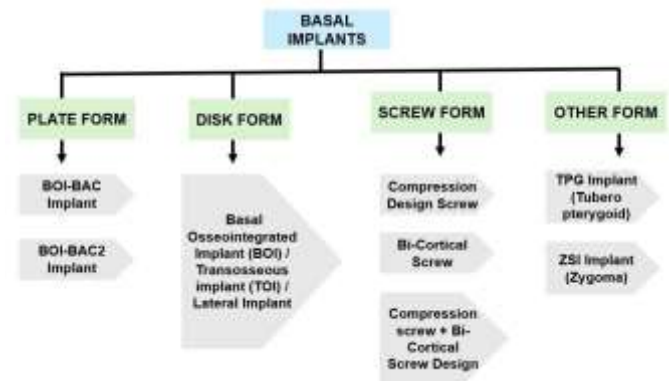 BASAL
IMPLANTS
PLATE FORM
DISK FORM
SCREW FORM
OTHER FORM
BOI-BAC
Implant
BOI-BAC2
Implant
Basal
Osseointegrated
Implant (BOI) /
Transosseous
implant (TOI) /
Lateral Implant
Compression
Design Screw
Bi-Cortical
Screw
Compression
screw + Bi-
Cortical
Screw Design
TPG Implant
(Tubero
pterygoid)
ZSI Implant
(Zygoma)